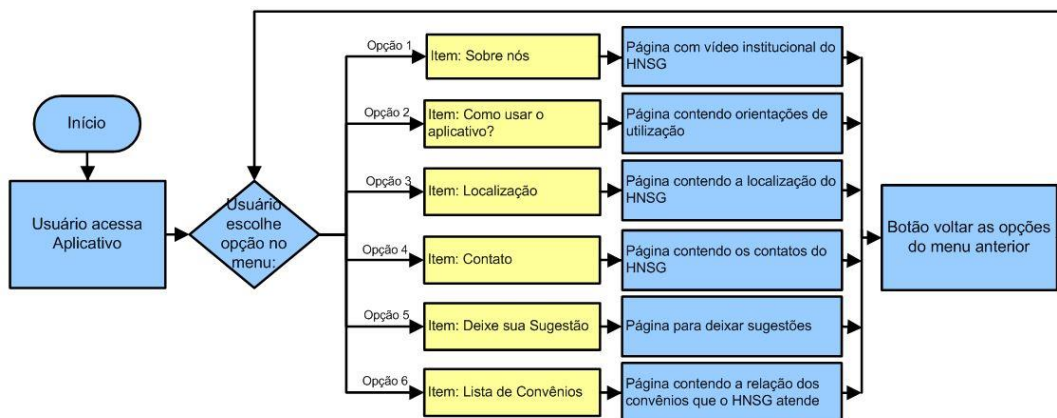 Início
Usuário acessa
Aplicativo
Usuário
escolhe
opção no
menu:
Opção 1
Item: Sobre nós
Página com vídeo institucional do
HNSG
Opção 2
Item: Como usar o
aplicativo?
Página contendo orientações de
utilização
Opção 3
Item: Localização
Página contendo a localização do
HNSG
Opção 4
Item: Contato
Página contendo os contatos do
HNSG
Opção 5
Item: Deixe sua Sugestão
Página para deixar sugestões
Opção 6
Item: Lista de Convênios
Página contendo a relação dos
convênios que o HNSG atende
Botão voltar as opções
do menu anterior